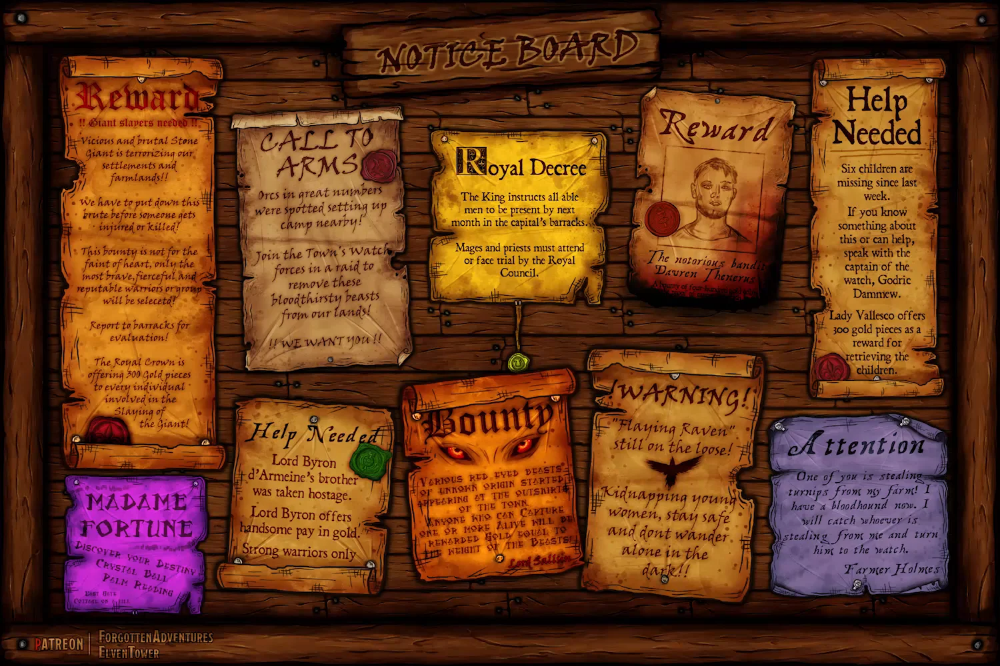 NOTICE BOARD
Reward
!! Giant slayers needed !!
Vicious and brutal Stone
Giant is terrorizing our
settlements and
farmlands!!
We have to put down this
brute before someone gets
injured or killed!
This bounty is not for the
faint of heart, only the
most brave, fierceful, and
reputable warriors or group
will be selected!
Report to barracks for
evaluation!
The Royal Crown is
offering 300 Gold pieces
to every individual
involved in the
Slaying of
the Giant!
CALL TO
ARMS
Orcs in great numbers
were spotted setting up
camp nearby!
Join the Town's Watch
forces in a raid to
remove these
bloodthirsty beasts
from our lands!
!! WE WANT YOU !!
Royal Decree
The King instructs all able
men to be present by next
month in the capital's barracks.
Mages and priests must attend
or face trial by the Royal
Council.
Reward
The notorious bandit
Davren Thenerus
Help
Needed
Six children are
missing since last
week.
If you know
something about
this or can help,
speak with the
captain of the
watch, Godric
Damnew.
Lady Vallesco offers
300 gold pieces as a
reward for
retrieving the
children.
MADAME
FORTUNE
Discover your Destiny
Crystal Ball
Palm Reading
Help Needed
Lord Byron
d'Armeine's brother
was taken hostage.
Lord Byron offers
handsome pay in gold.
Strong warriors only
Bounty
Various red eyed beasts
of unkown origin started
appearing at the outskirts
of the town.
Anyone who can capture
one or more alive will be
rewarded gold equal to
the height of the beasts!
Lord
WARNING!
"Flaying Raven"
still on the loose!
Kidnapping young
women, stay safe
and dont wander
alone in the
dark!!
Attention
One of you is stealing
turnips from my farm! I
have a bloodhound now. I
will catch whoever is
stealing from me and turn
him to the watch.
Farmer Holmes
PATREON | FORGOTTENADVENTURES
ELVENTOWER